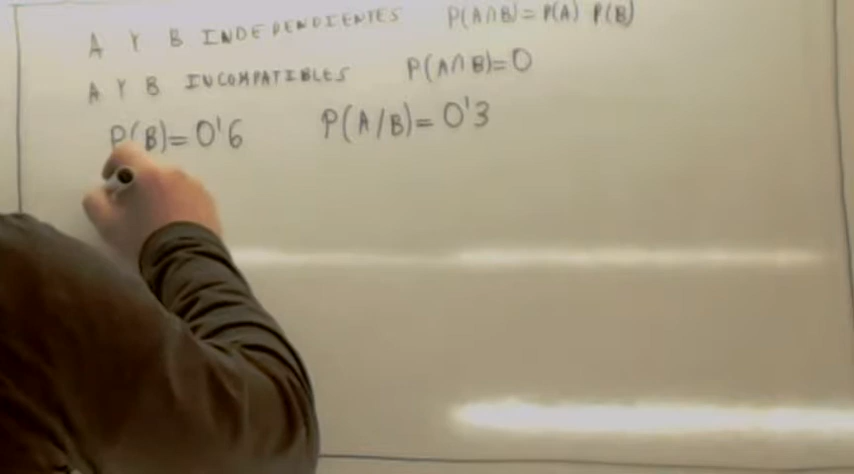 A Y B INDEPENDIENTES P(A∩B)=P(A) P(B)
A Y B INCOMPATIBLES P(A∩B)=0
P(B)=0'6 P(A/B)=0'3